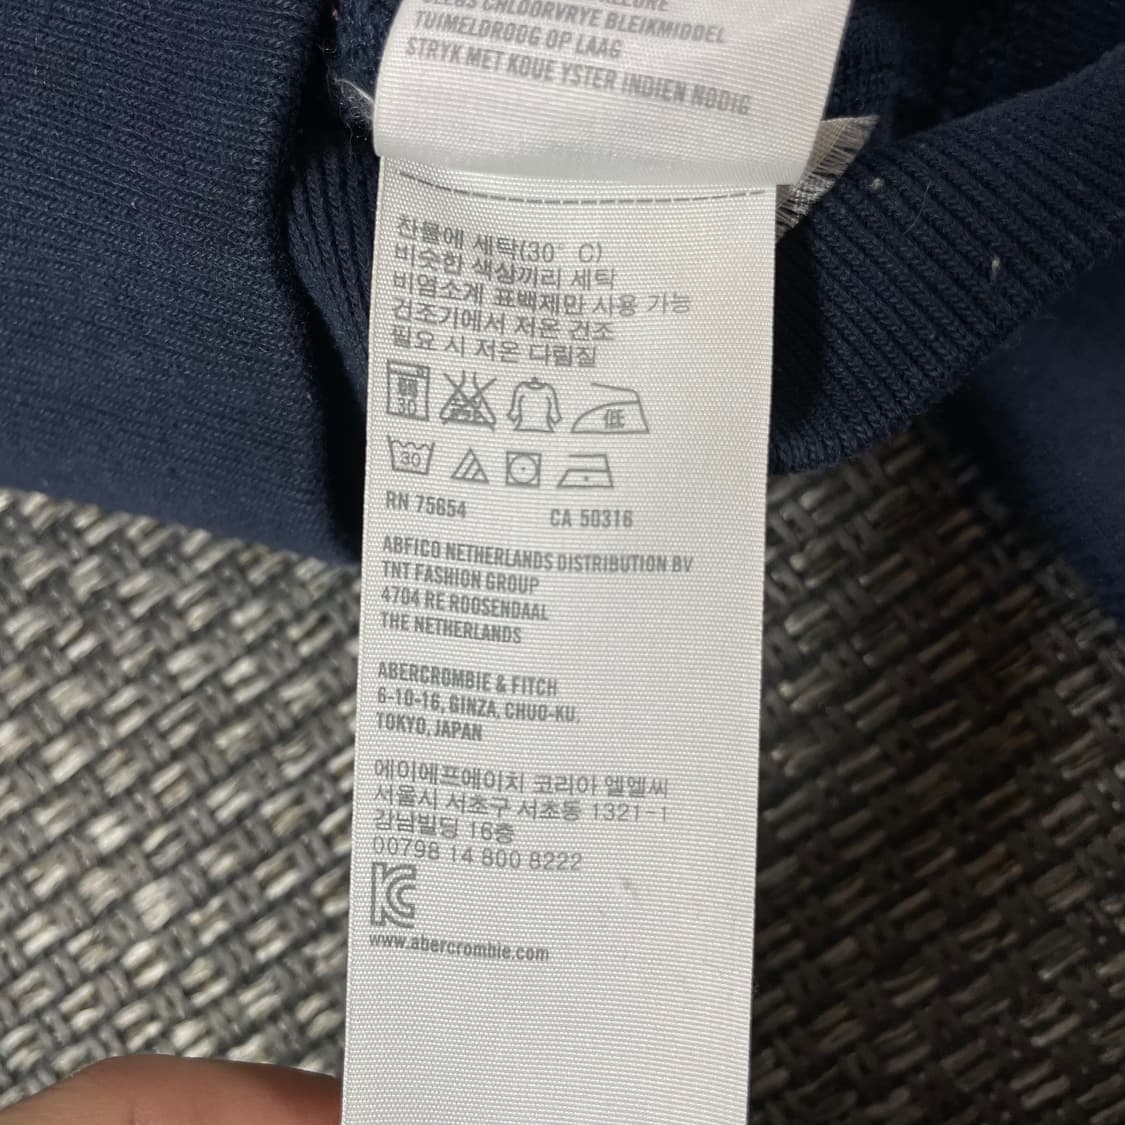 CHLOORVRYE BLEIKMIDDEL
TUIMELDROOG OP LAAG
STRYK MET KOUE YSTER INDIEN NODIG
찬물에 세탁(30° C)
비슷한 색상끼리 세탁
비염소계 표백제만 사용 가능
건조기에서 저온 건조
필요 시 저온 다림질
30 低
30
RN 75654 CA 50316
ABFICO NETHERLANDS DISTRIBUTION BV
TNT FASHION GROUP
4704 RE ROOSENDAAL
THE NETHERLANDS
ABERCROMBIE & FITCH
6-10-16, GINZA, CHUO-KU,
TOKYO, JAPAN
에이에프에이치 코리아 엘엘씨
서울시 서초구 서초동 1321-1
강남빌딩 16층
00798 14 800 8222
www.abercrombie.com